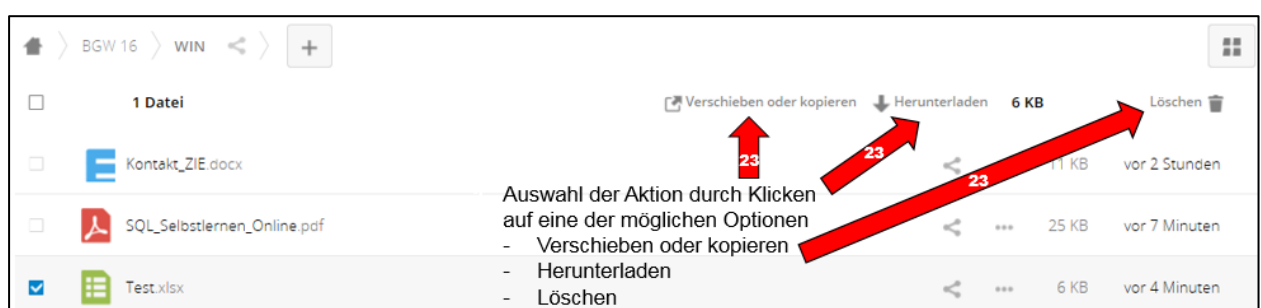 BGW 16 WIN +
1 Datei Verschieben oder kopieren Herunterladen 6 KB Löschen
Kontakt_ZIE.docx 23 23 11 KB vor 2 Stunden
23
Auswahl der Aktion durch Klicken
auf eine der möglichen Optionen
SQL_Selbstlernen_Online.pdf 25 KB vor 7 Minuten
- Verschieben oder kopieren
- Herunterladen
Test.xlsx 6 KB vor 4 Minuten
- Löschen